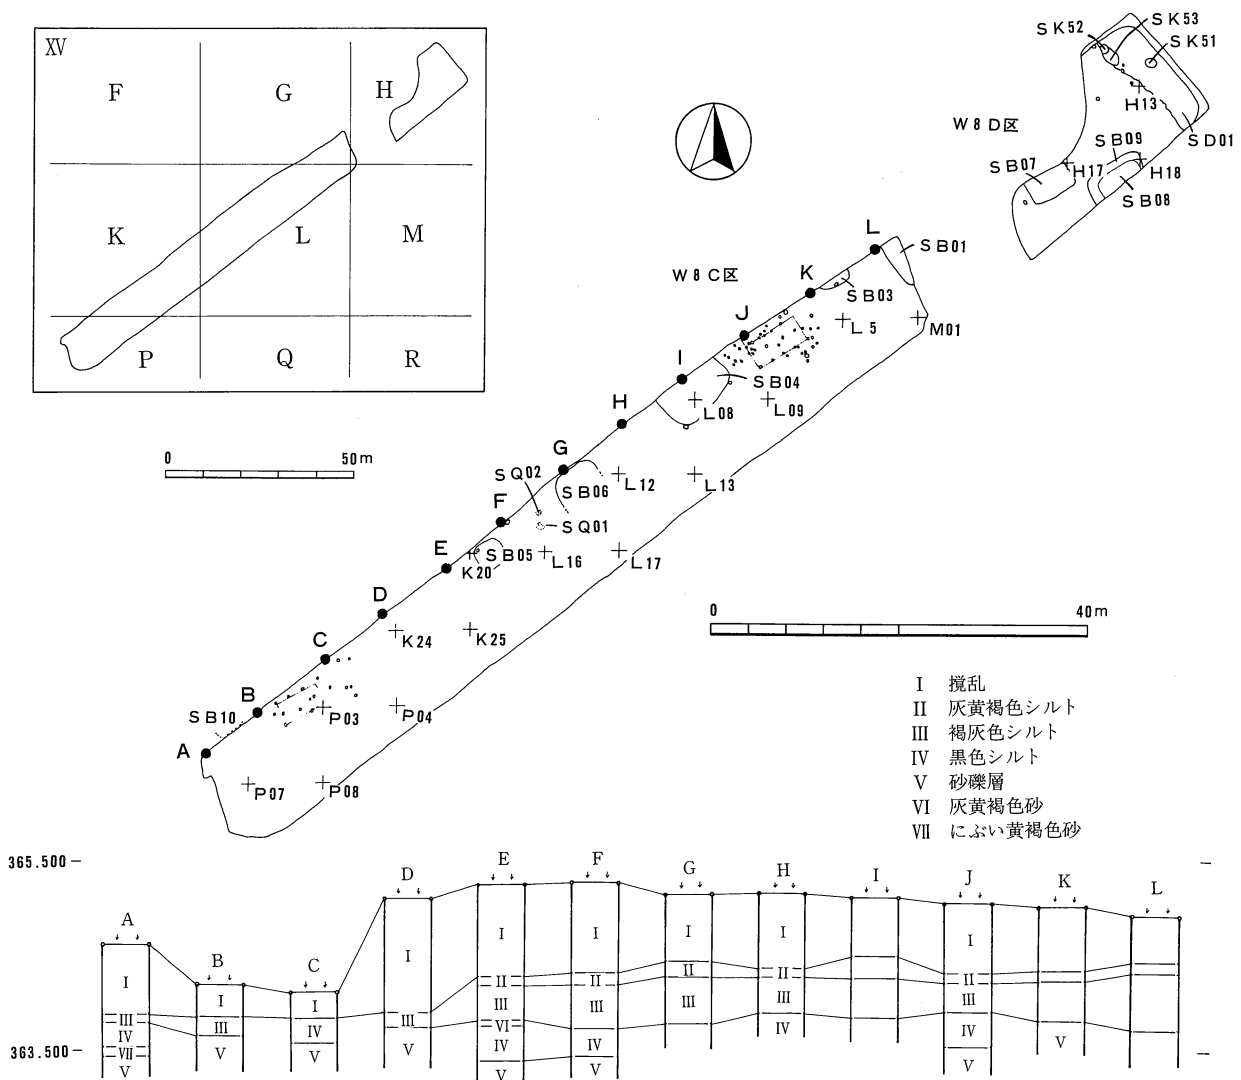 XV
F
G
H
K
L
M
P
Q
R
0
50m
SK52
SK53
SK51
H13
W8D区
SD01
SB09
SB07
H17
H18
SB08
L
SB01
W8C区
K
SB03
J
L5
M01
I
SB04
L08
L09
H
G
SQ02
SB06
L12
L13
F
SQ01
E
SB05
K20
L16
L17
D
0
40m
C
K24
K25
B
SB10
P03
P04
A
P07
P08
I 撹乱
II 灰黄褐色シルト
III 褐灰色シルト
IV 黒色シルト
V 砂礫層
VI 灰黄褐色砂
VII にぶい黄褐色砂
365.500
363.500
A
I
III
IV
VII
V
B
I
III
V
C
I
IV
V
D
I
III
V
E
I
II
III
VI
IV
V
F
I
II
III
IV
V
G
I
II
III
H
I
II
III
IV
I
J
I
II
III
IV
V
K
V
L